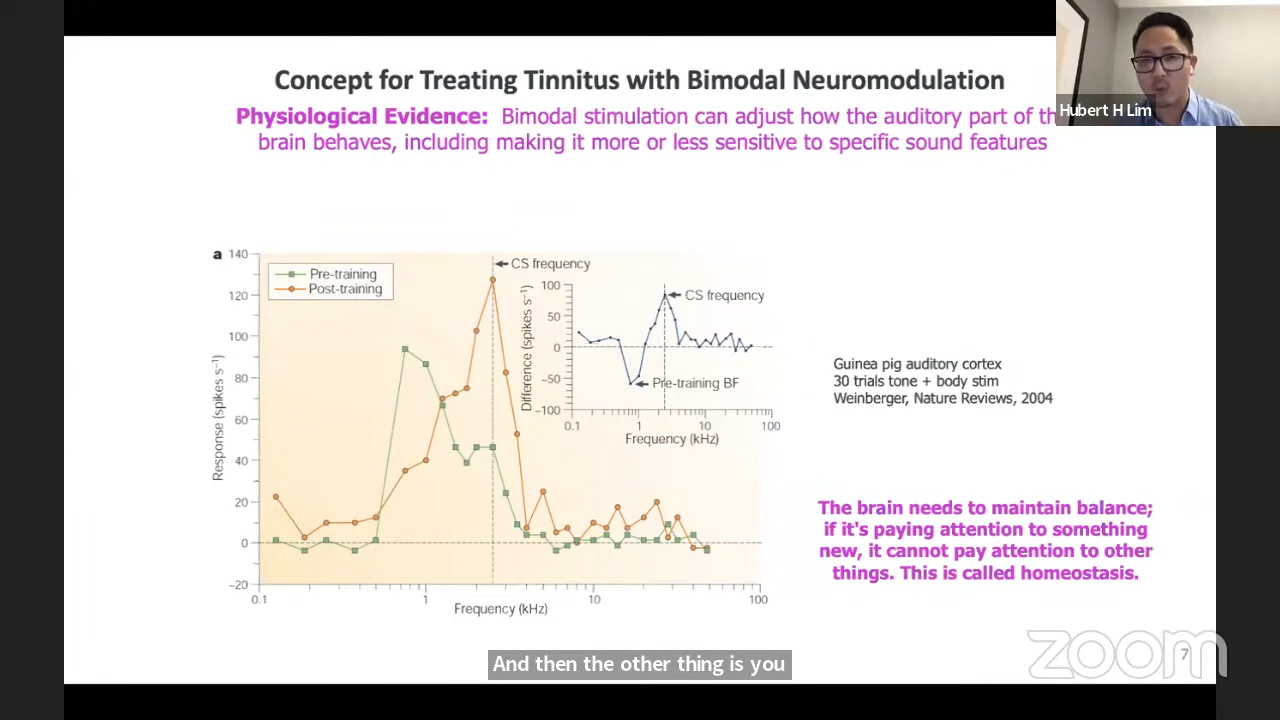 Concept for Treating Tinnitus with Bimodal Neuromodulation
Physiological Evidence: Bimodal stimulation can adjust how the auditory part of th
brain behaves, including making it more or less sensitive to specific sound features
Hubert H Lim
a
140
120
100
80
60
40
20
0
-20
Response (spikes s⁻¹)
Pre-training
Post-training
CS frequency
0.1
1
10
100
Frequency (kHz)
100
50
0
-50
-100
Difference (spikes s⁻¹)
CS frequency
Pre-training BF
0.1
1
10
100
Frequency (kHz)
Guinea pig auditory cortex
30 trials tone + body stim
Weinberger, Nature Reviews, 2004
The brain needs to maintain balance;
if it's paying attention to something
new, it cannot pay attention to other
things. This is called homeostasis.
And then the other thing is you
zoom
7